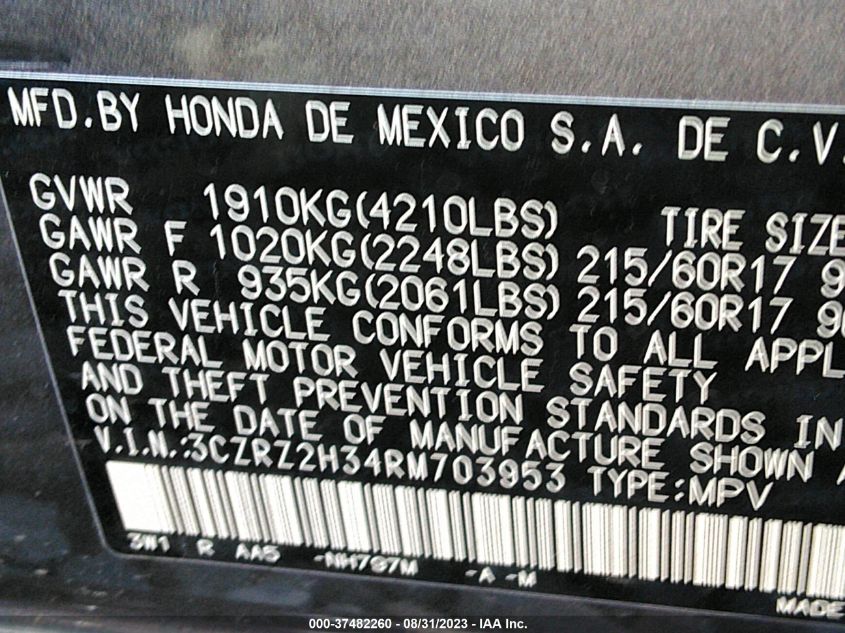 MFD.BY HONDA DE MEXICO S.A. DE C.V.
GVWR 1910KG(4210LBS) TIRE SIZE
GAWR F 1020KG(2248LBS) 215/60R17 9
GAWR R 935KG(2061LBS) 215/60R17 96
THIS VEHICLE CONFORMS TO ALL APPL
FEDERAL MOTOR VEHICLE SAFETY
AND THEFT PREVENTION STANDARDS IN
ON THE DATE OF MANUFACTURE SHOWN A
V.I.N.:3CZRZ2H34RM703953 TYPE:MPV
3W1 R AA5 -NH797M -A -M
MADE
000-37482260 - 08/31/2023 - IAA Inc.